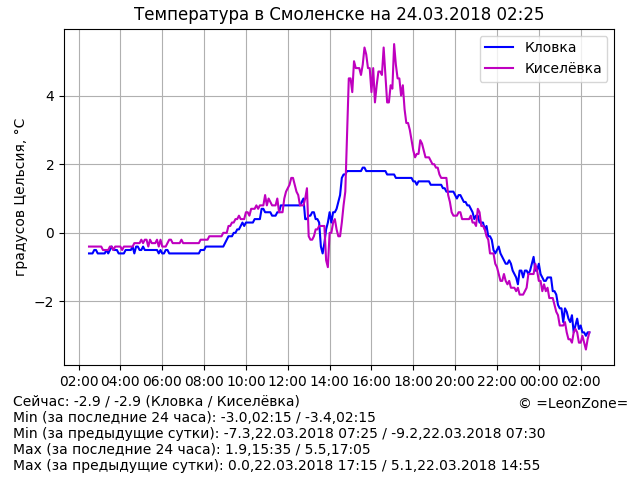 Температура в Смоленске на 24.03.2018 02:25
Кловка
Киселёвка
градусов Цельсия, °C
4
2
0
−2
02:00 04:00 06:00 08:00 10:00 12:00 14:00 16:00 18:00 20:00 22:00 00:00 02:00
Сейчас: -2.9 / -2.9 (Кловка / Киселёвка)
© =LeonZone=
Min (за последние 24 часа): -3.0,02:15 / -3.4,02:15
Min (за предыдущие сутки): -7.3,22.03.2018 07:25 / -9.2,22.03.2018 07:30
Max (за последние 24 часа): 1.9,15:35 / 5.5,17:05
Max (за предыдущие сутки): 0.0,22.03.2018 17:15 / 5.1,22.03.2018 14:55